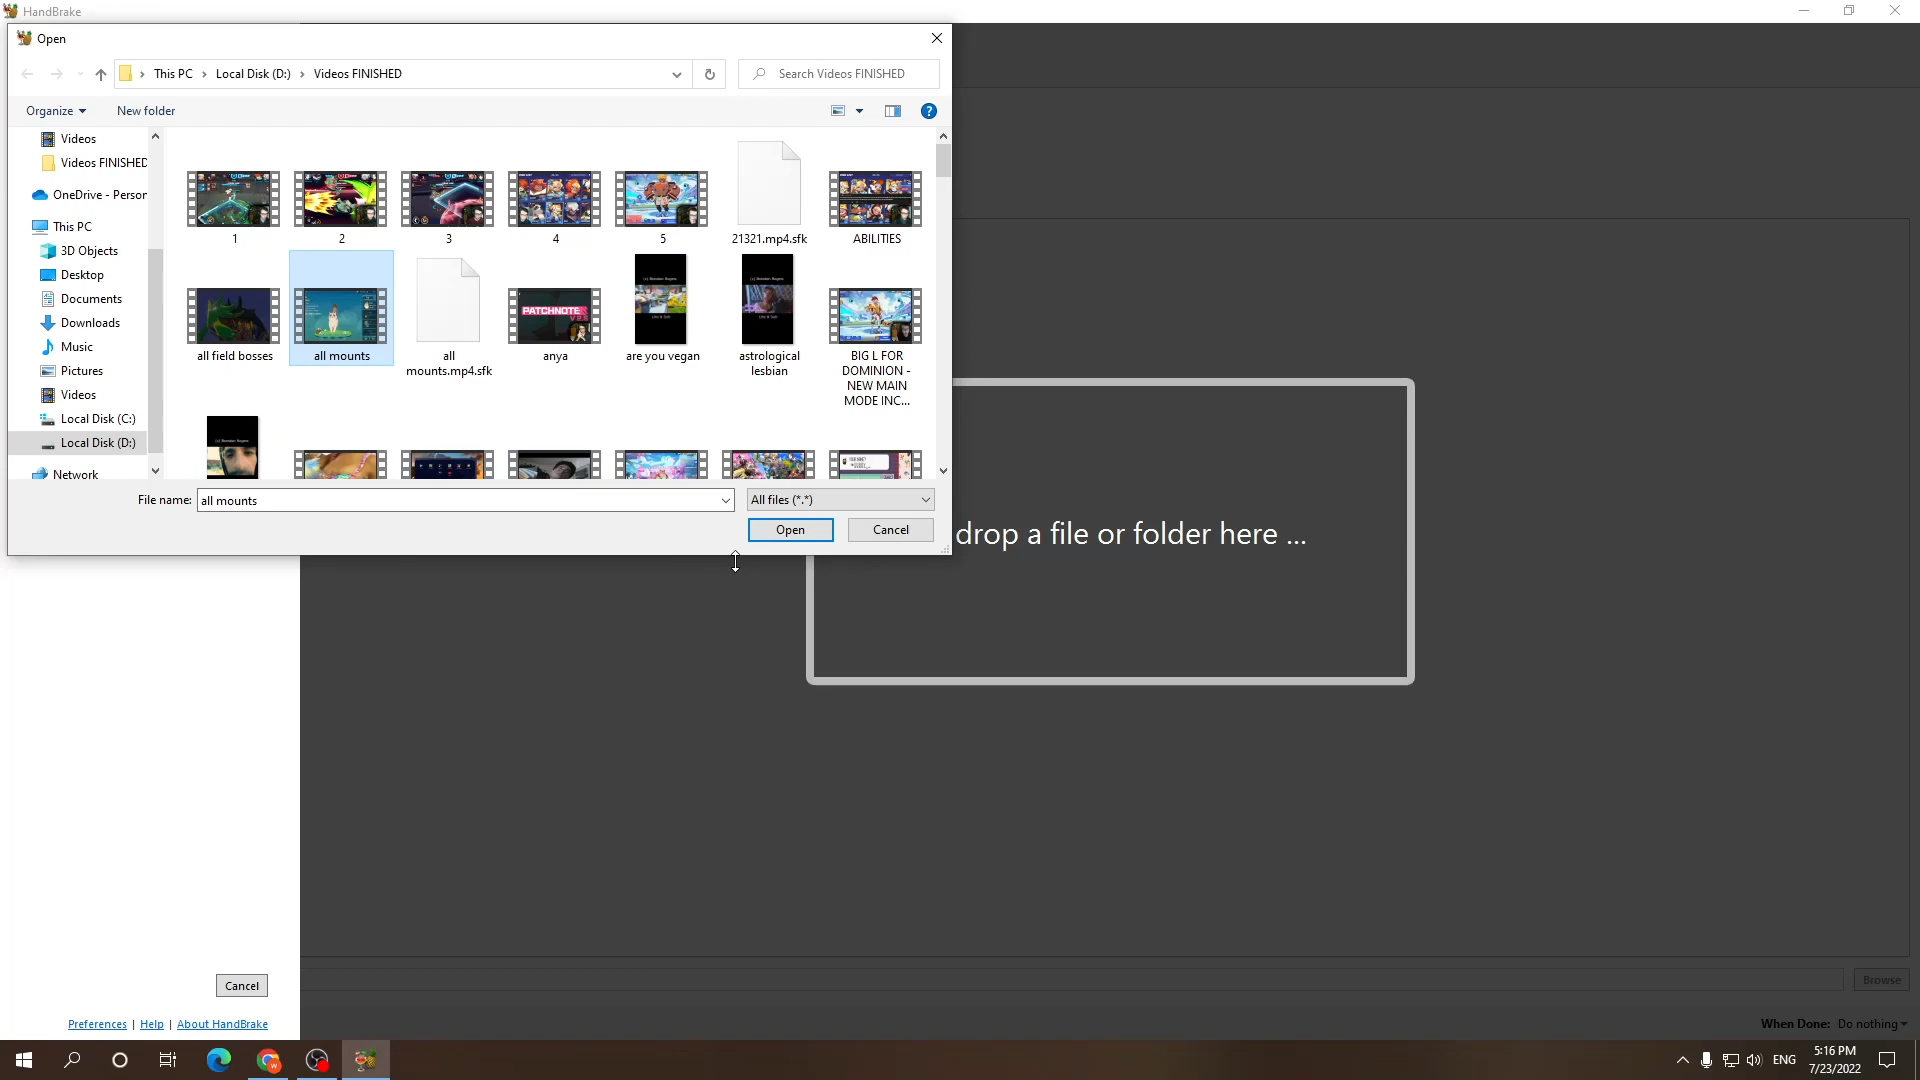 HandBrake
Open
This PC
Local Disk (D:)
Videos FINISHED
Search Videos FINISHED
Organize
New folder
Videos
Videos FINISHED
OneDrive - Person
This PC
3D Objects
Desktop
Documents
Downloads
Music
Pictures
Videos
Local Disk (C:)
Local Disk (D:)
Network
1
2
3
4
5
21321.mp4.sfk
ABILITIES
all field bosses
all mounts
all
mounts.mp4.sfk
PATCHNOTES
anya
are you vegan
astrological
lesbian
BIG L FOR
DOMINION -
NEW MAIN
MODE INC...
File name:
all mounts
All files (*.*)
Open
Cancel
drop a file or folder here ...
Cancel
Browse
Preferences | Help | About HandBrake
When Done: Do nothing
ENG
5:16 PM
7/23/2022